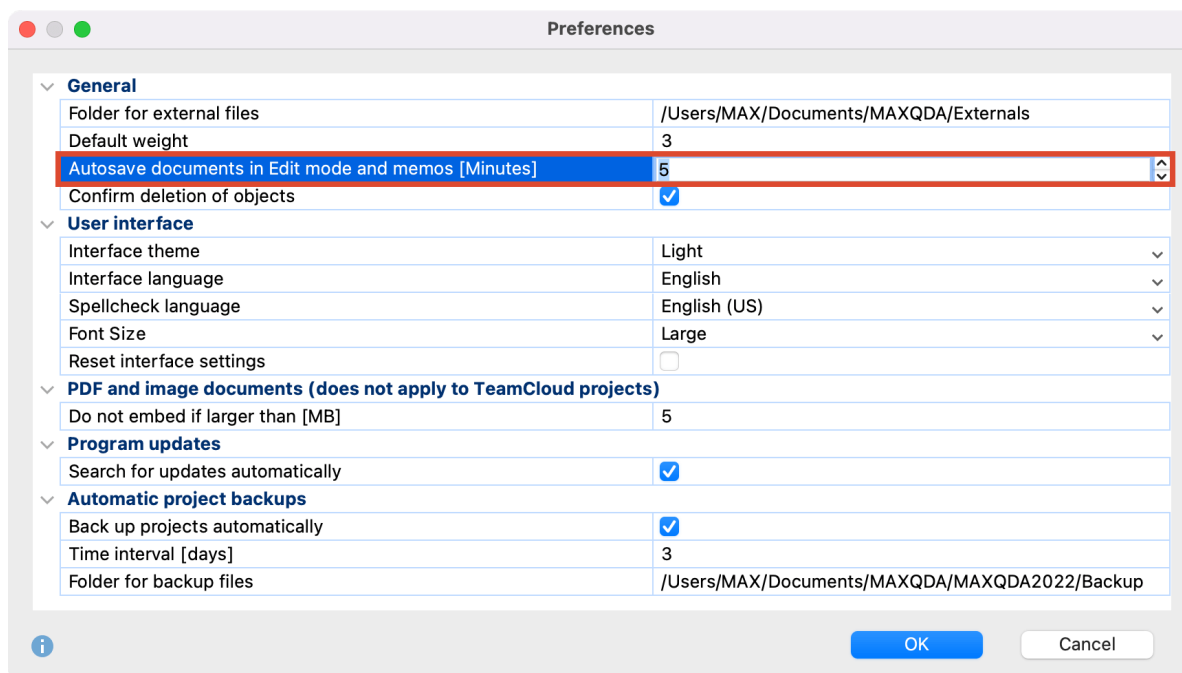 Preferences
General
Folder for external files /Users/MAX/Documents/MAXQDA/Externals
Default weight 3
Autosave documents in Edit mode and memos [Minutes] 5
Confirm deletion of objects
User interface
Interface theme Light
Interface language English
Spellcheck language English (US)
Font Size Large
Reset interface settings
PDF and image documents (does not apply to TeamCloud projects)
Do not embed if larger than [MB] 5
Program updates
Search for updates automatically
Automatic project backups
Back up projects automatically
Time interval [days] 3
Folder for backup files /Users/MAX/Documents/MAXQDA/MAXQDA2022/Backup
OK Cancel